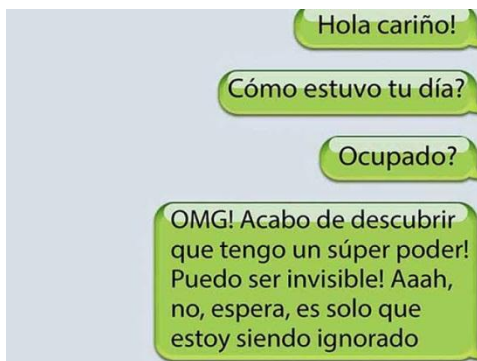 Hola cariño!
Cómo estuvo tu día?
Ocupado?
OMG! Acabo de descubrir
que tengo un súper poder!
Puedo ser invisible! Aaah,
no, espera, es solo que
estoy siendo ignorado